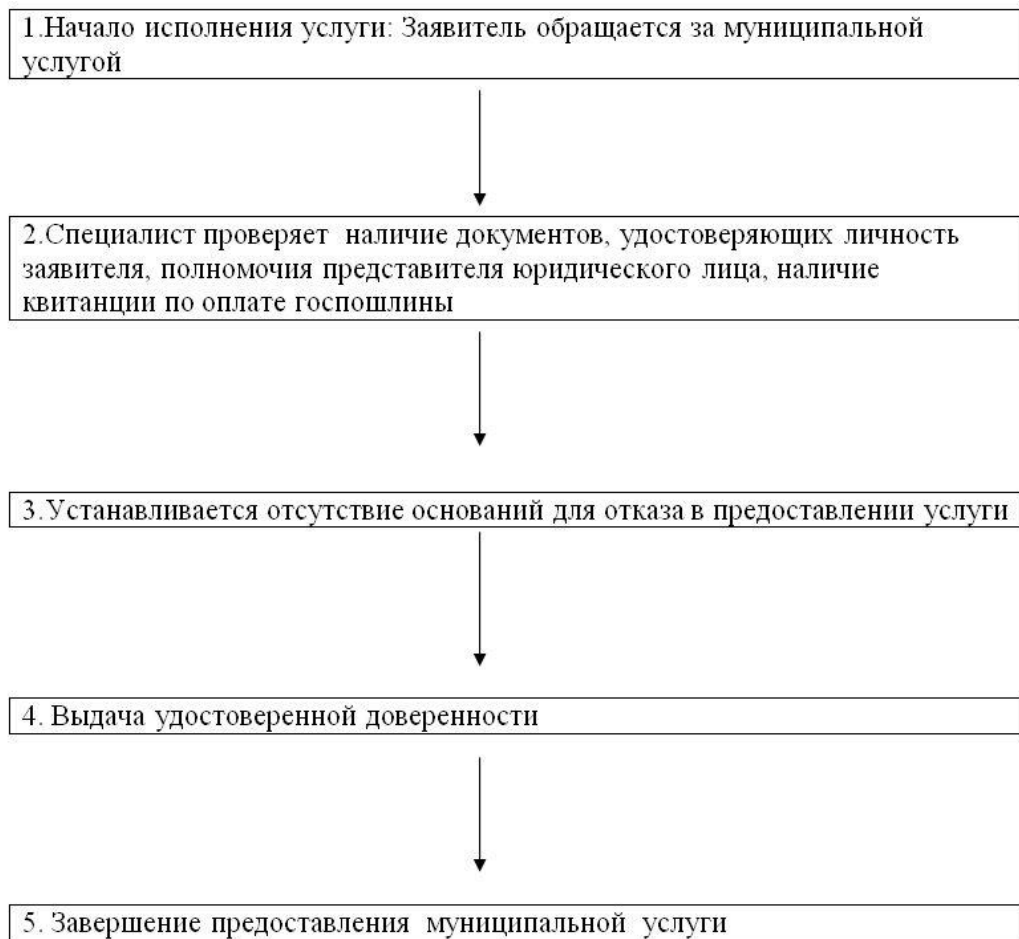 1.Начало исполнения услуги: Заявитель обращается за муниципальной
услугой
2.Специалист проверяет  наличие документов, удостоверяющих личность
заявителя, полномочия представителя юридического лица, наличие
квитанции по оплате госпошлины
3.Устанавливается отсутствие оснований для отказа в предоставлении услуги
4. Выдача удостоверенной доверенности
5. Завершение предоставления  муниципальной  услуги